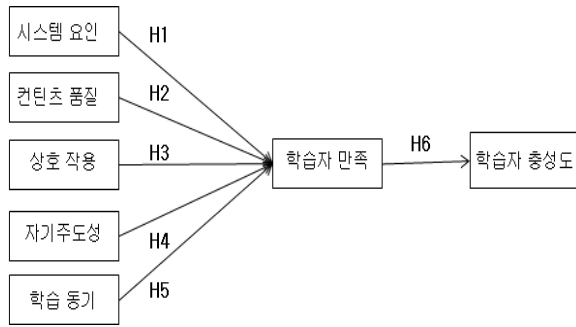 시스템 요인
H1
컨틴츠 품질
H2
상호 작용
H3
학습자 만족
H6
학습자 충성도
자기주도성
H4
학습 동기
H5